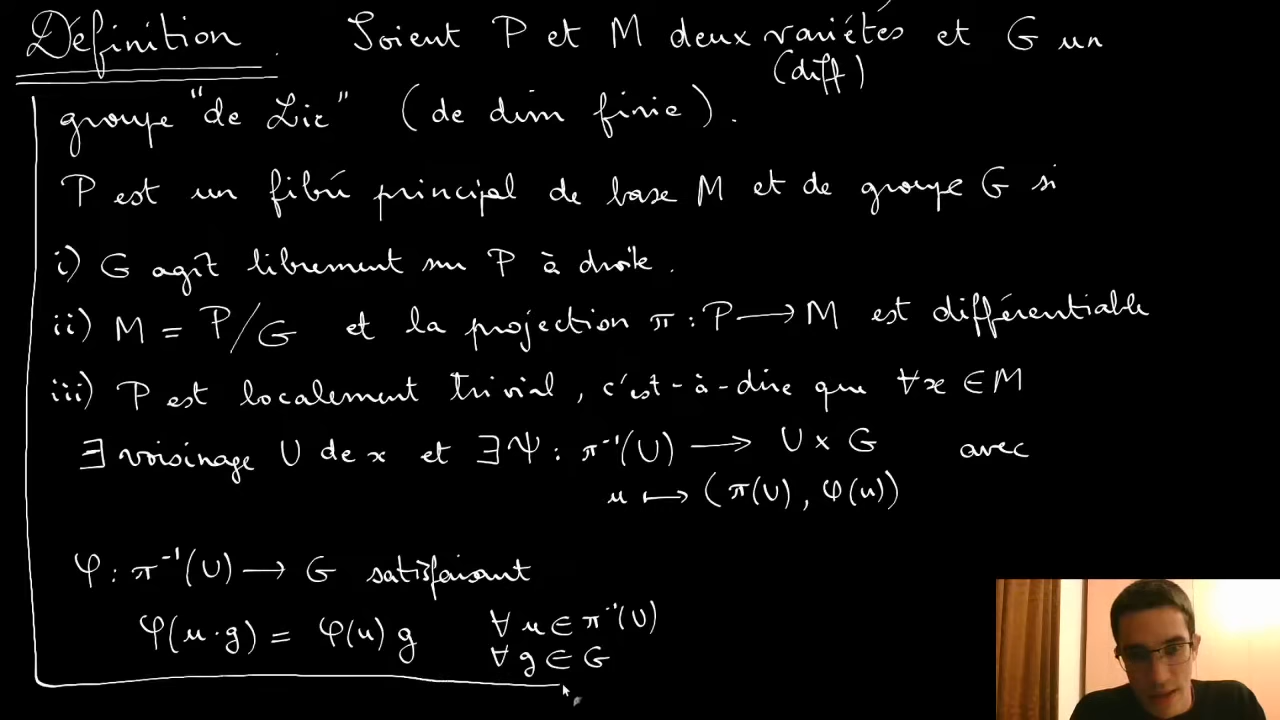 Définition. Soient P et M deux variétés et G un
(diff)
groupe "de Lie" (de dim finie).
P est un fibré principal de base M et de groupe G si
i) G agit librement sur P à droite.
ii) M = P/G et la projection π : P ⟶ M est différentiable
iii) P est localement trivial, c'est-à-dire que ∀x ∈ M
∃ voisinage U de x et ∃ Ψ : π⁻¹(U) ⟶ U × G avec
u ⟼ (π(U), φ(u))
φ : π⁻¹(U) ⟶ G satisfaisant
φ(u·g) = φ(u) g ∀ u ∈ π⁻¹(U)
∀ g ∈ G